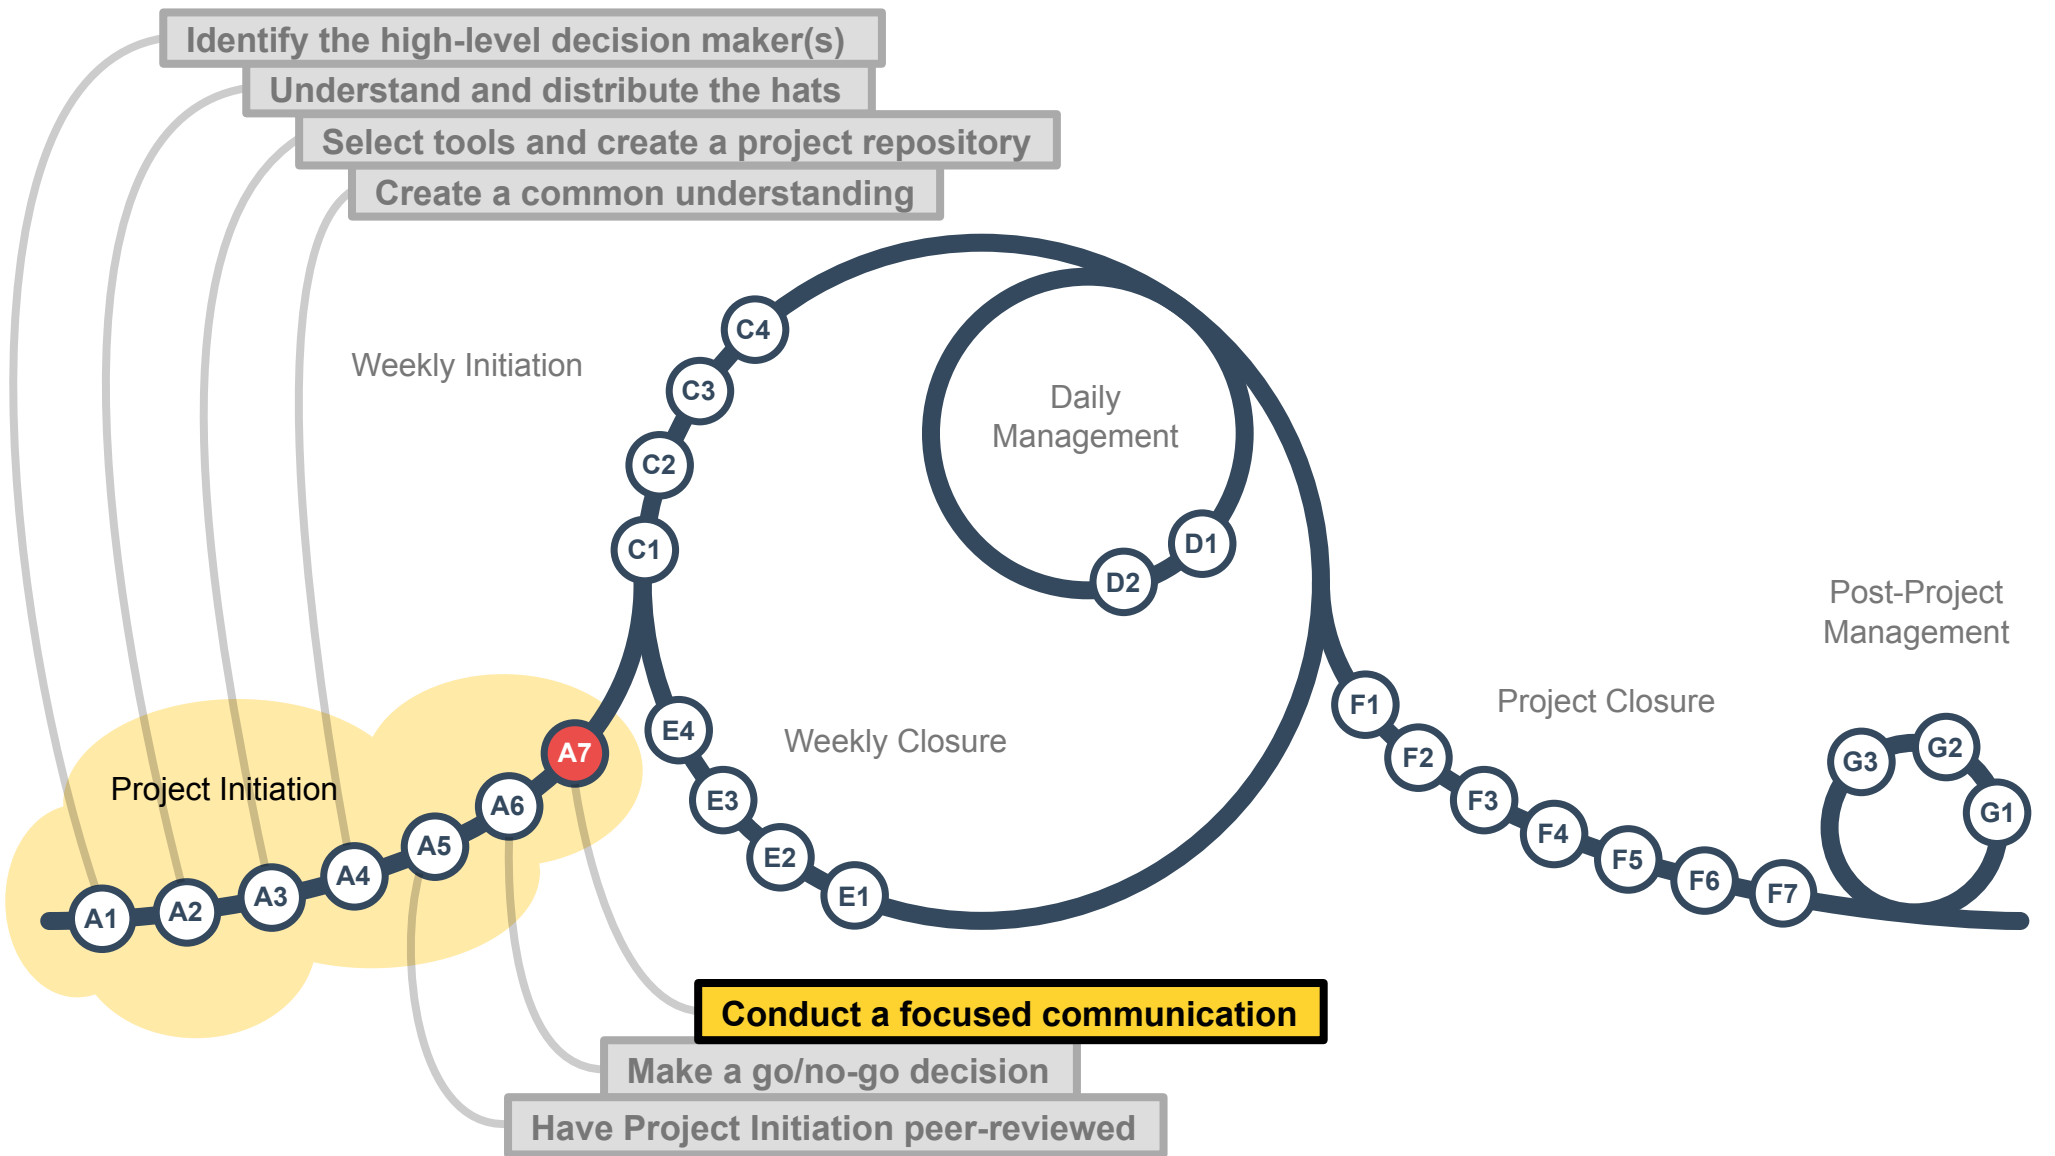 Identify the high-level decision maker(s)
Understand and distribute the hats
Select tools and create a project repository
Create a common understanding
C4
Weekly Initiation
C3
Daily
Management
C2
C1
D1
D2
Post-Project
Management
F1
Project Closure
E4
Weekly Closure
A7
F2
G3
G2
Project Initiation
A6
E3
F3
G1
A5
E2
F4
A4
F5
A3
E1
F6
F7
A2
A1
Conduct a focused communication
Make a go/no-go decision
Have Project Initiation peer-reviewed